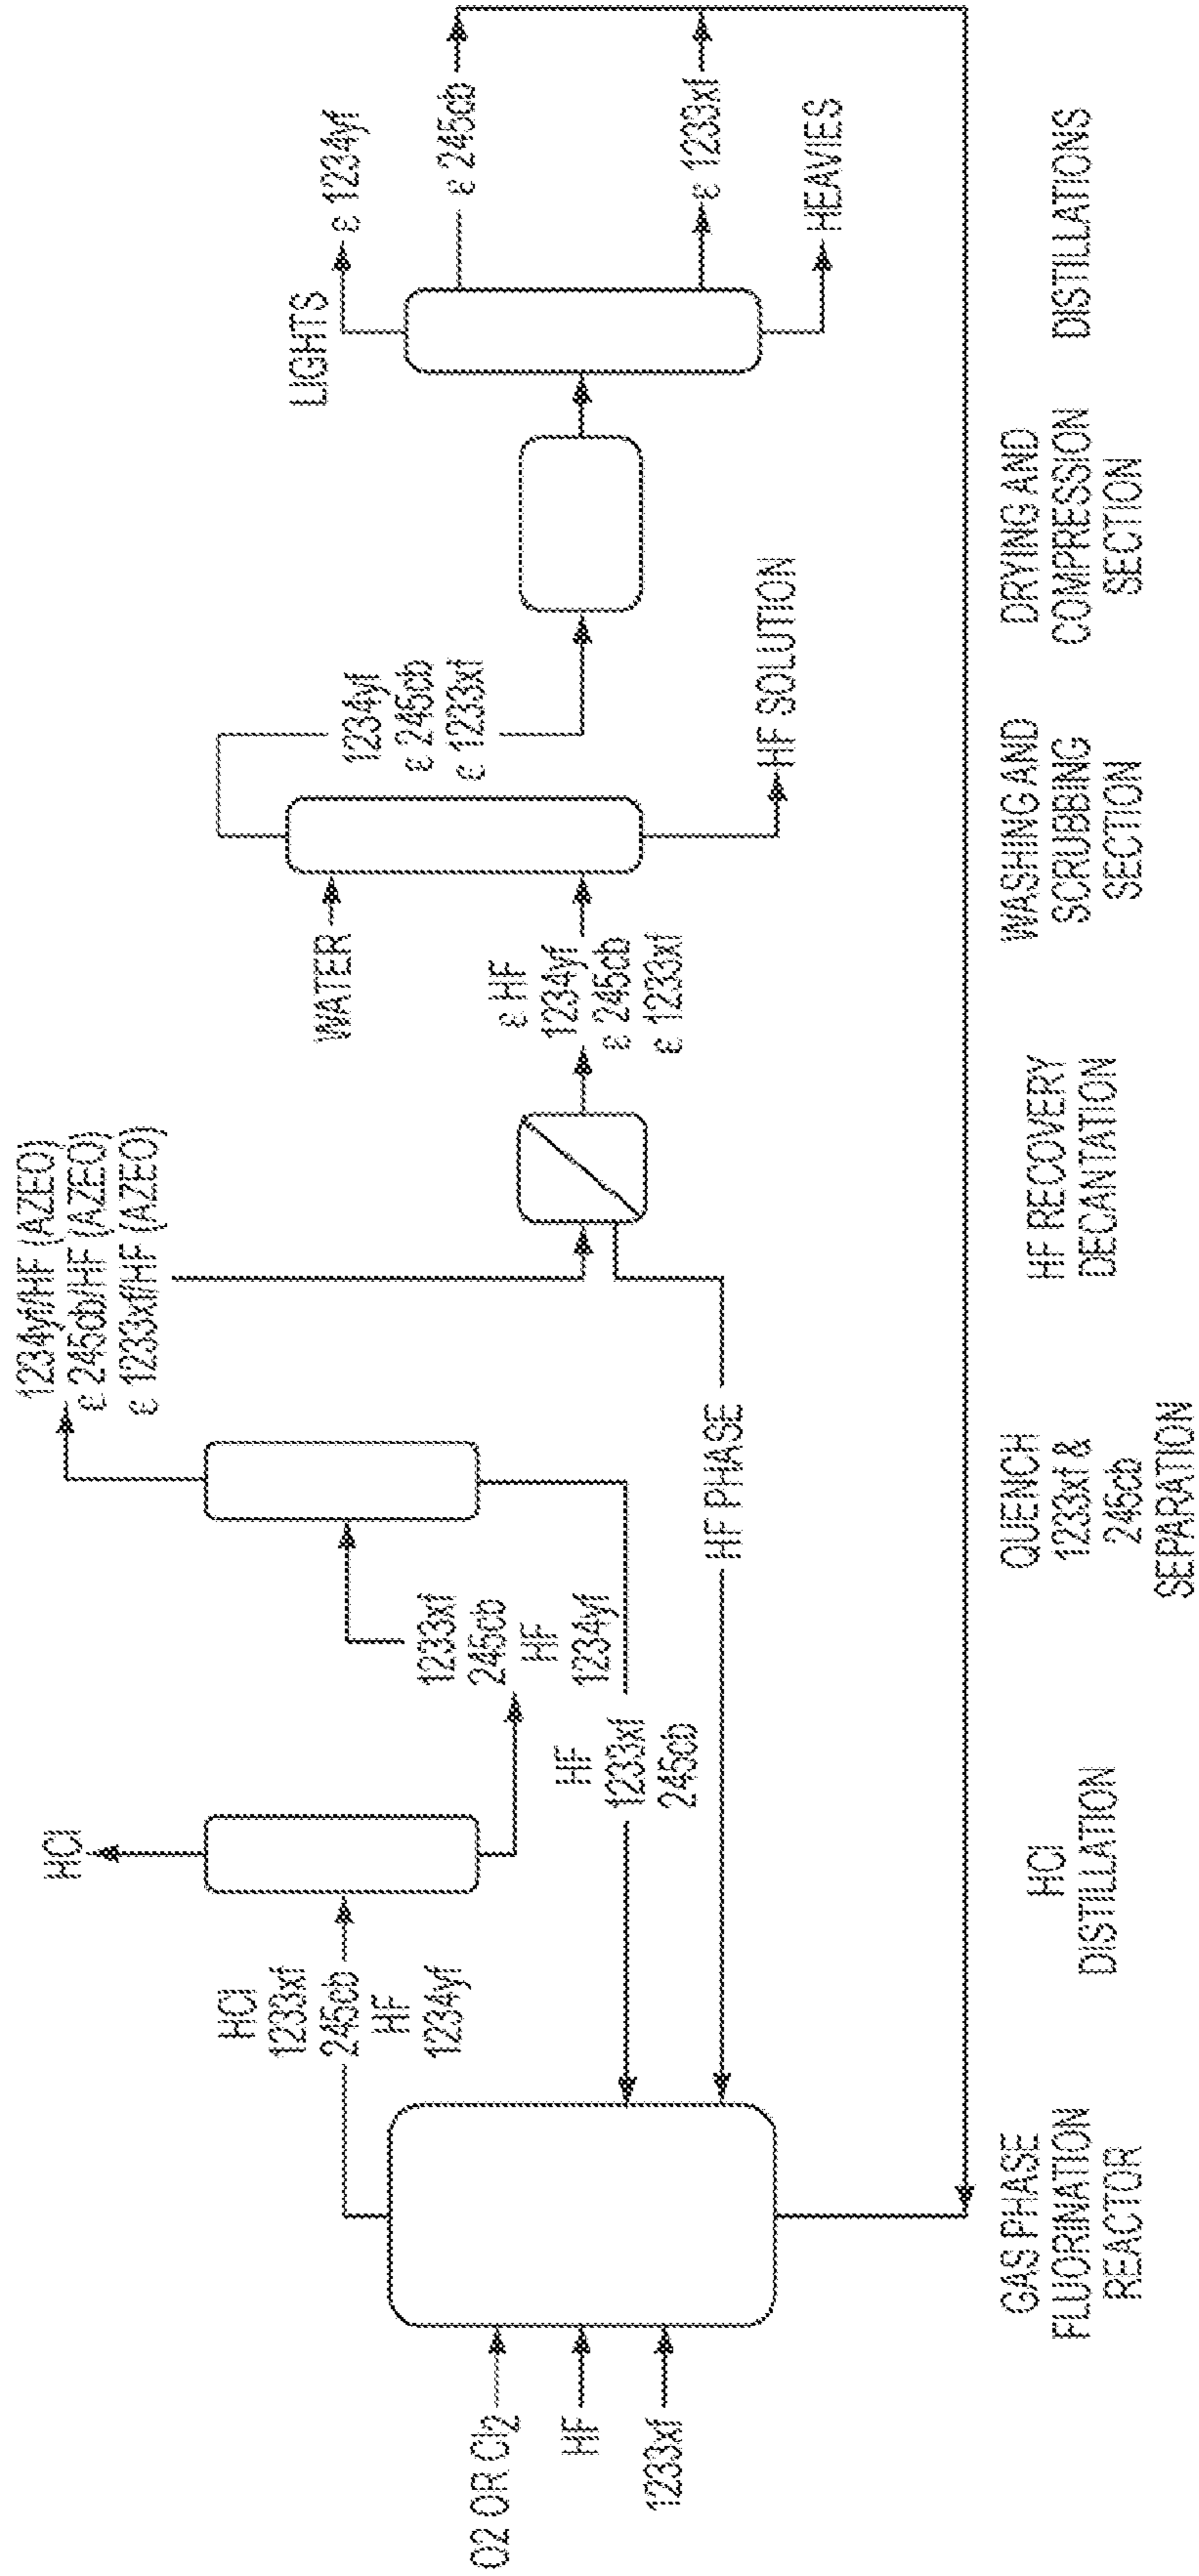 O2 OR Cl2
HF
1233xf
HCl
1233xf
245cb
HF
1234yf
HCl
1233xf
245cb
HF
1234yf
HF
1233xf
245cb
HF PHASE
1234yf/HF (AZEO)
ε 245cb/HF (AZEO)
ε 1233xf/HF (AZEO)
WATER
ε HF
1234yf
ε 245cb
ε 1233xf
1234yf
ε 245cb
ε 1233xf
HF SOLUTION
LIGHTS
ε 1234yf
ε 245cb
ε 1233xf
HEAVIES
GAS PHASE
FLUORINATION
REACTOR
HCl
DISTILLATION
QUENCH
1233xf &
245cb
SEPARATION
HF RECOVERY
DECANTATION
WASHING AND
SCRUBBING
SECTION
DRYING AND
COMPRESSION
SECTION
DISTILLATIONS